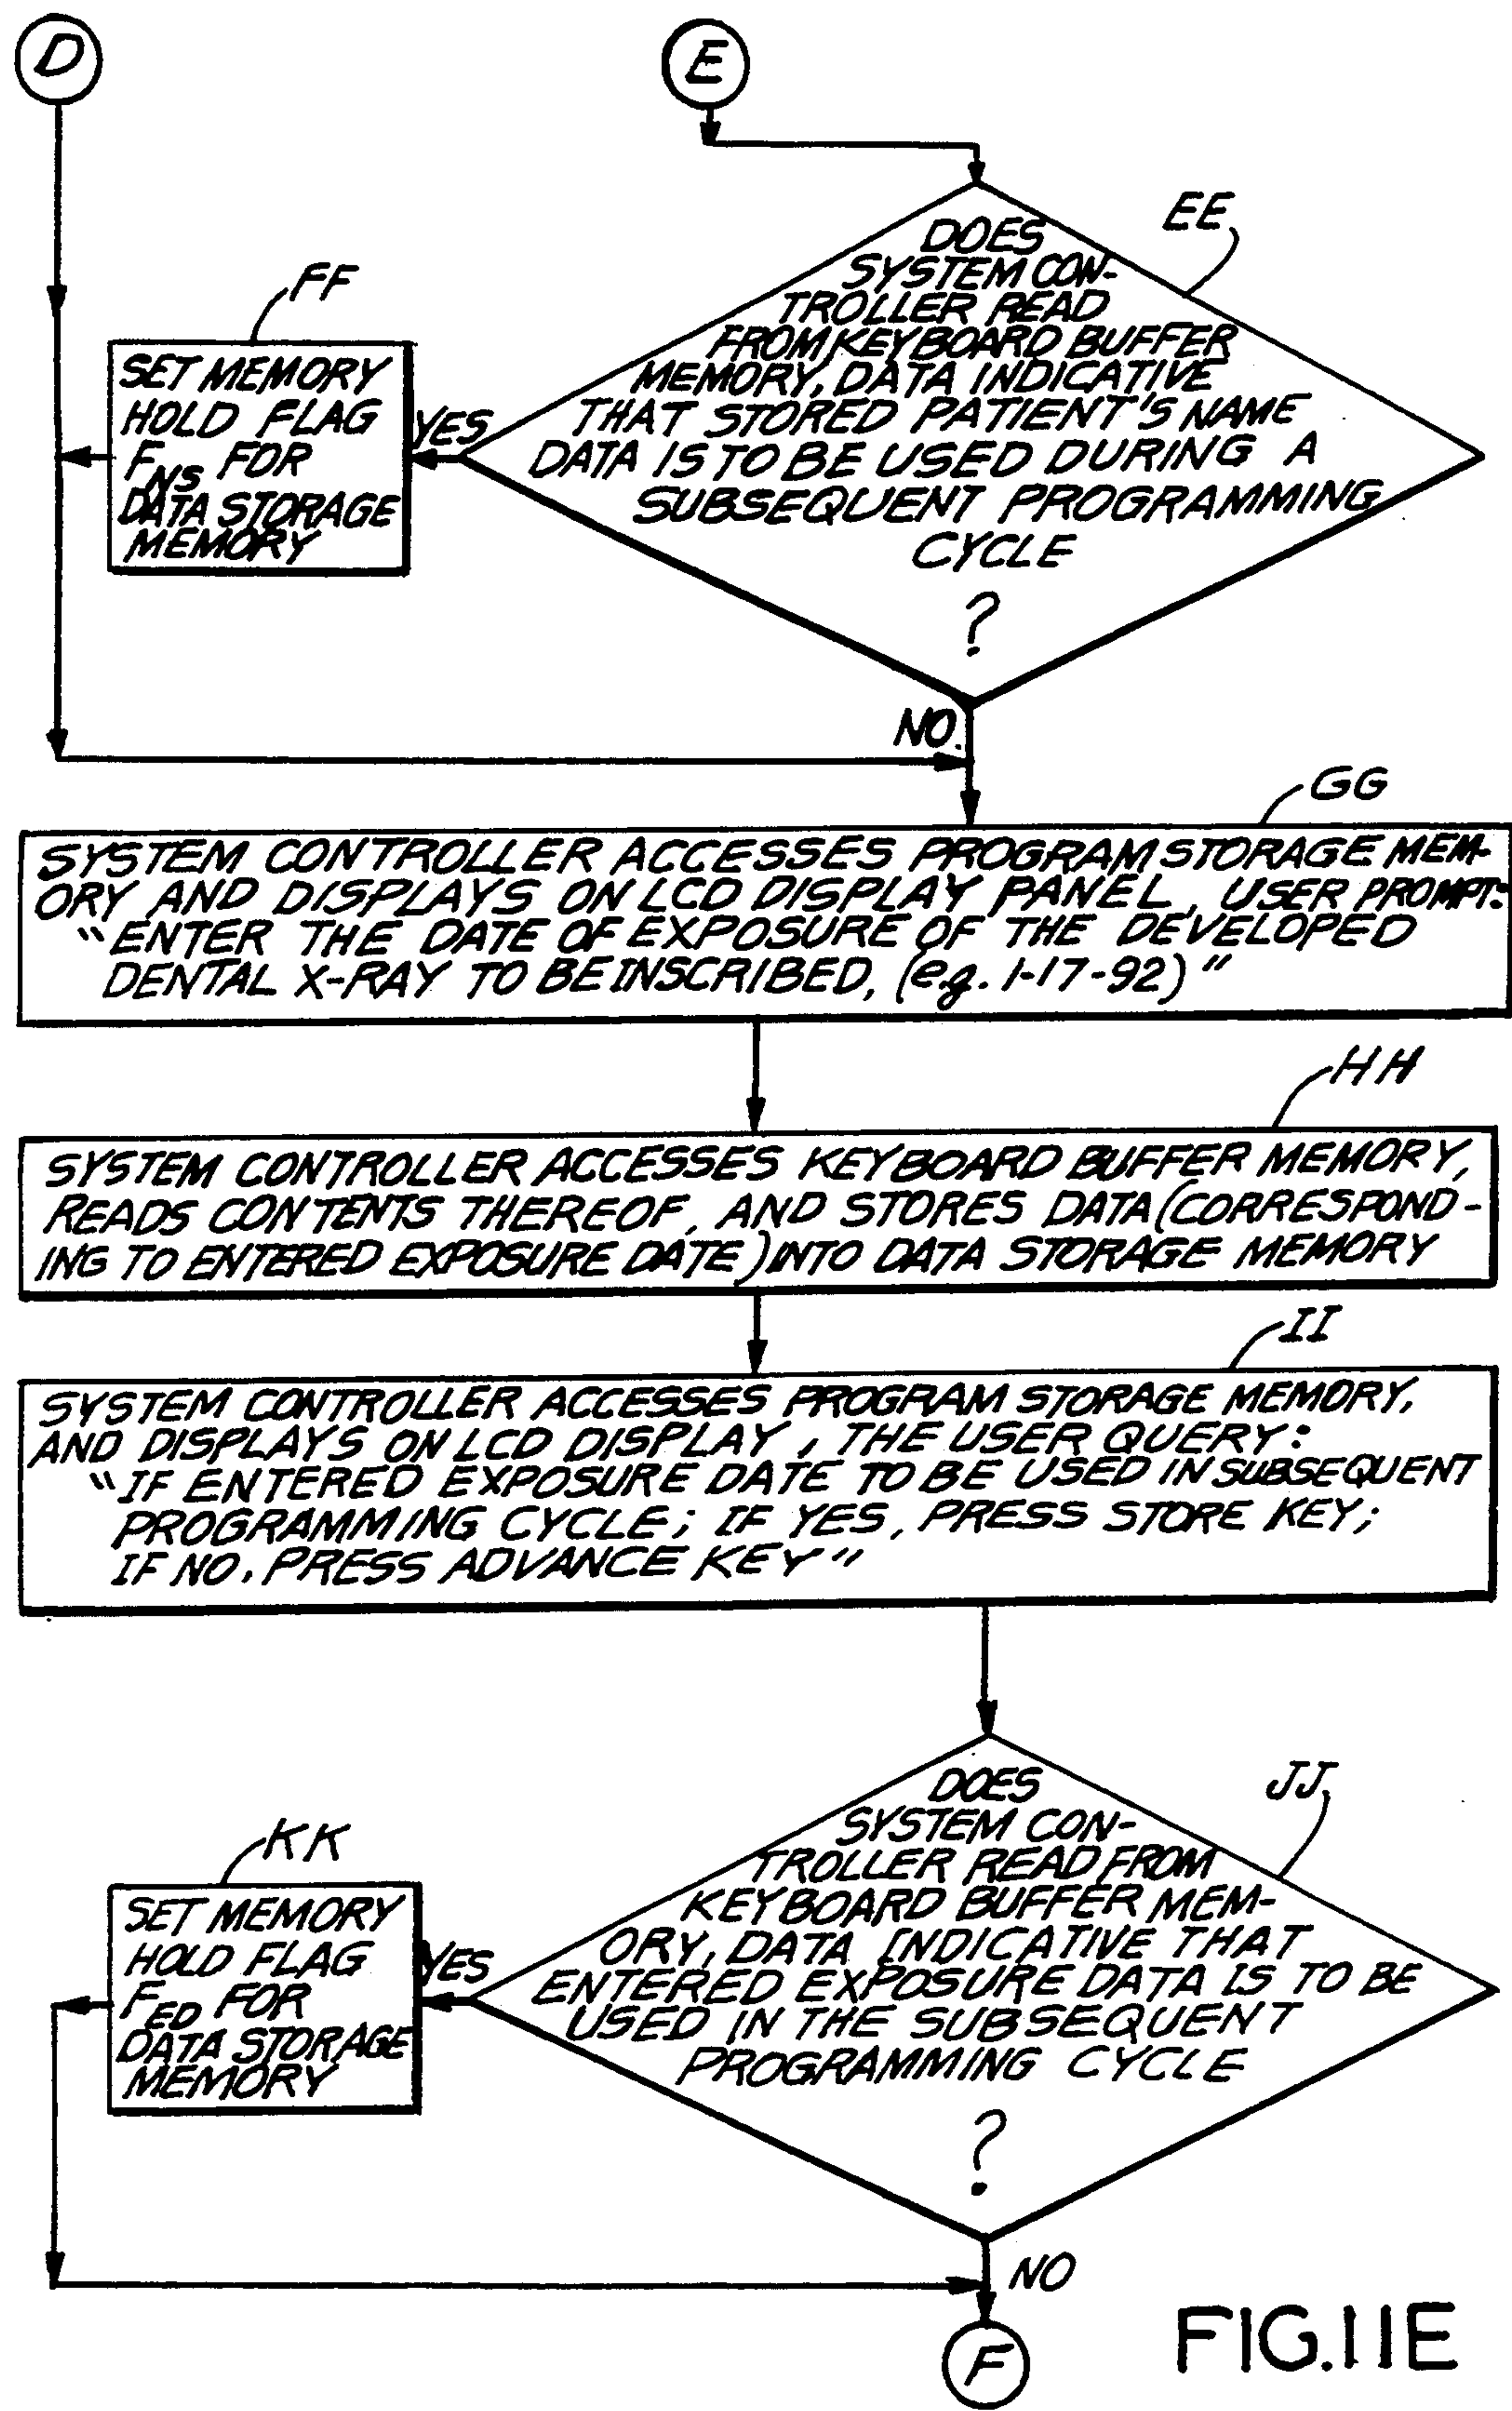 D
E
EE
DOES
SYSTEM CON-
TROLLER READ
FROM KEYBOARD BUFFER
MEMORY, DATA INDICATIVE
THAT STORED PATIENT'S NAME
DATA IS TO BE USED DURING A
SUBSEQUENT PROGRAMMING
CYCLE
?
FF
SET MEMORY
HOLD FLAG
FNS FOR
DATA STORAGE
MEMORY
YES
NO
GG
SYSTEM CONTROLLER ACCESSES PROGRAM STORAGE MEM-
ORY AND DISPLAYS ON LCD DISPLAY PANEL, USER PROMPT:
"ENTER THE DATE OF EXPOSURE OF THE DEVELOPED
DENTAL X-RAY TO BE INSCRIBED, (e.g. 1-17-92)"
HH
SYSTEM CONTROLLER ACCESSES KEYBOARD BUFFER MEMORY,
READS CONTENTS THEREOF, AND STORES DATA (CORRESPOND-
ING TO ENTERED EXPOSURE DATE) INTO DATA STORAGE MEMORY
II
SYSTEM CONTROLLER ACCESSES PROGRAM STORAGE MEMORY,
AND DISPLAYS ON LCD DISPLAY, THE USER QUERY:
"IF ENTERED EXPOSURE DATE TO BE USED IN SUBSEQUENT
PROGRAMMING CYCLE; IF YES, PRESS STORE KEY;
IF NO, PRESS ADVANCE KEY"
JJ
DOES
SYSTEM CON-
TROLLER READ FROM
KEYBOARD BUFFER MEM-
ORY, DATA INDICATIVE THAT
ENTERED EXPOSURE DATA IS TO BE
USED IN THE SUBSEQUENT
PROGRAMMING CYCLE
?
KK
SET MEMORY
HOLD FLAG
FED FOR
DATA STORAGE
MEMORY
YES
NO
F
FIG.11E